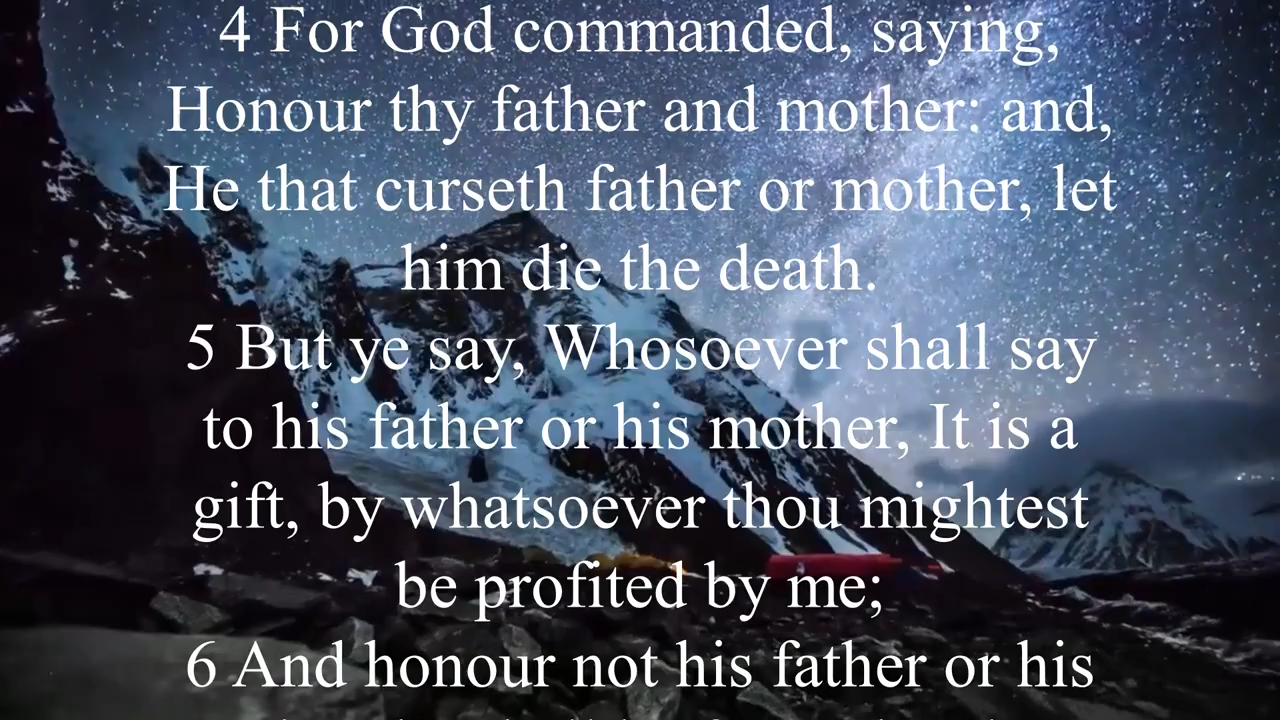 4 For God commanded, saying,
Honour thy father and mother: and,
He that curseth father or mother, let
him die the death.
5 But ye say, Whosoever shall say
to his father or his mother, It is a
gift, by whatsoever thou mightest
be profited by me;
6 And honour not his father or his